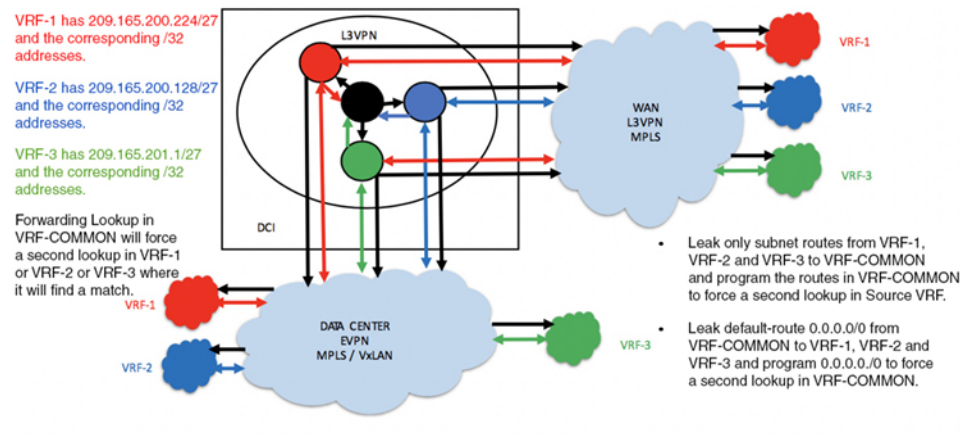 VRF-1 has 209.165.200.224/27
and the corresponding /32
addresses.
VRF-2 has 209.165.200.128/27
and the corresponding /32
addresses.
VRF-3 has 209.165.201.1/27
and the corresponding /32
addresses.
Forwarding Lookup in
VRF-COMMON will force
a second lookup in VRF-1
or VRF-2 or VRF-3 where
it will find a match.
L3VPN
DCI
WAN
L3VPN
MPLS
VRF-1
VRF-2
VRF-3
VRF-1
VRF-2
DATA CENTER
EVPN
MPLS / VxLAN
VRF-3
• Leak only subnet routes from VRF-1,
VRF-2 and VRF-3 to VRF-COMMON
and program the routes in VRF-COMMON
to force a second lookup in Source VRF.
• Leak default-route 0.0.0.0/0 from
VRF-COMMON to VRF-1, VRF-2 and
VRF-3 and program 0.0.0.0./0 to force
a second lookup in VRF-COMMON.